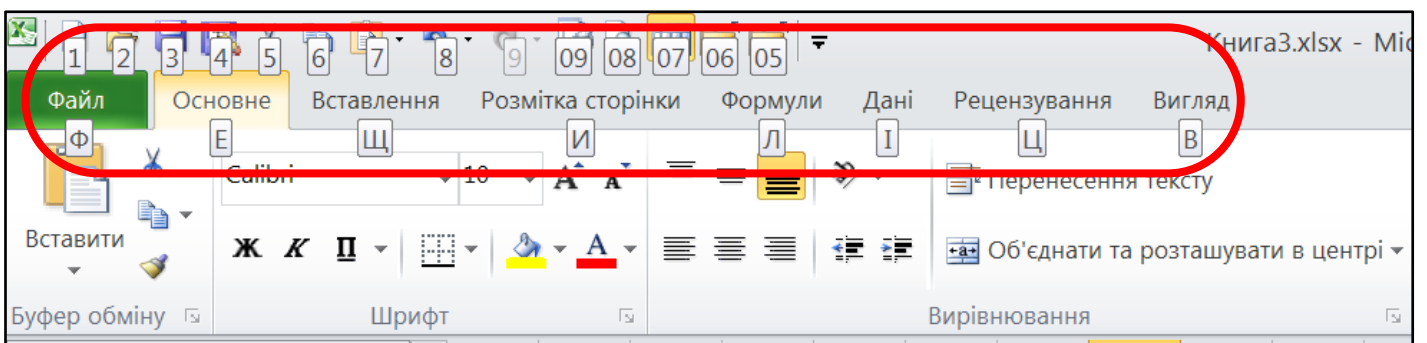 Книга3.xlsx - Mic
1 2 3 4 5 6 7 8 9 09 08 07 06 05
Файл Основне Вставлення Розмітка сторінки Формули Дані Рецензування Вигляд
Ф Е Щ И Л І Ц В
Calibri 10 А А Перенесення тексту
Вставити Ж К П А Об'єднати та розташувати в центрі
Буфер обміну Шрифт Вирівнювання